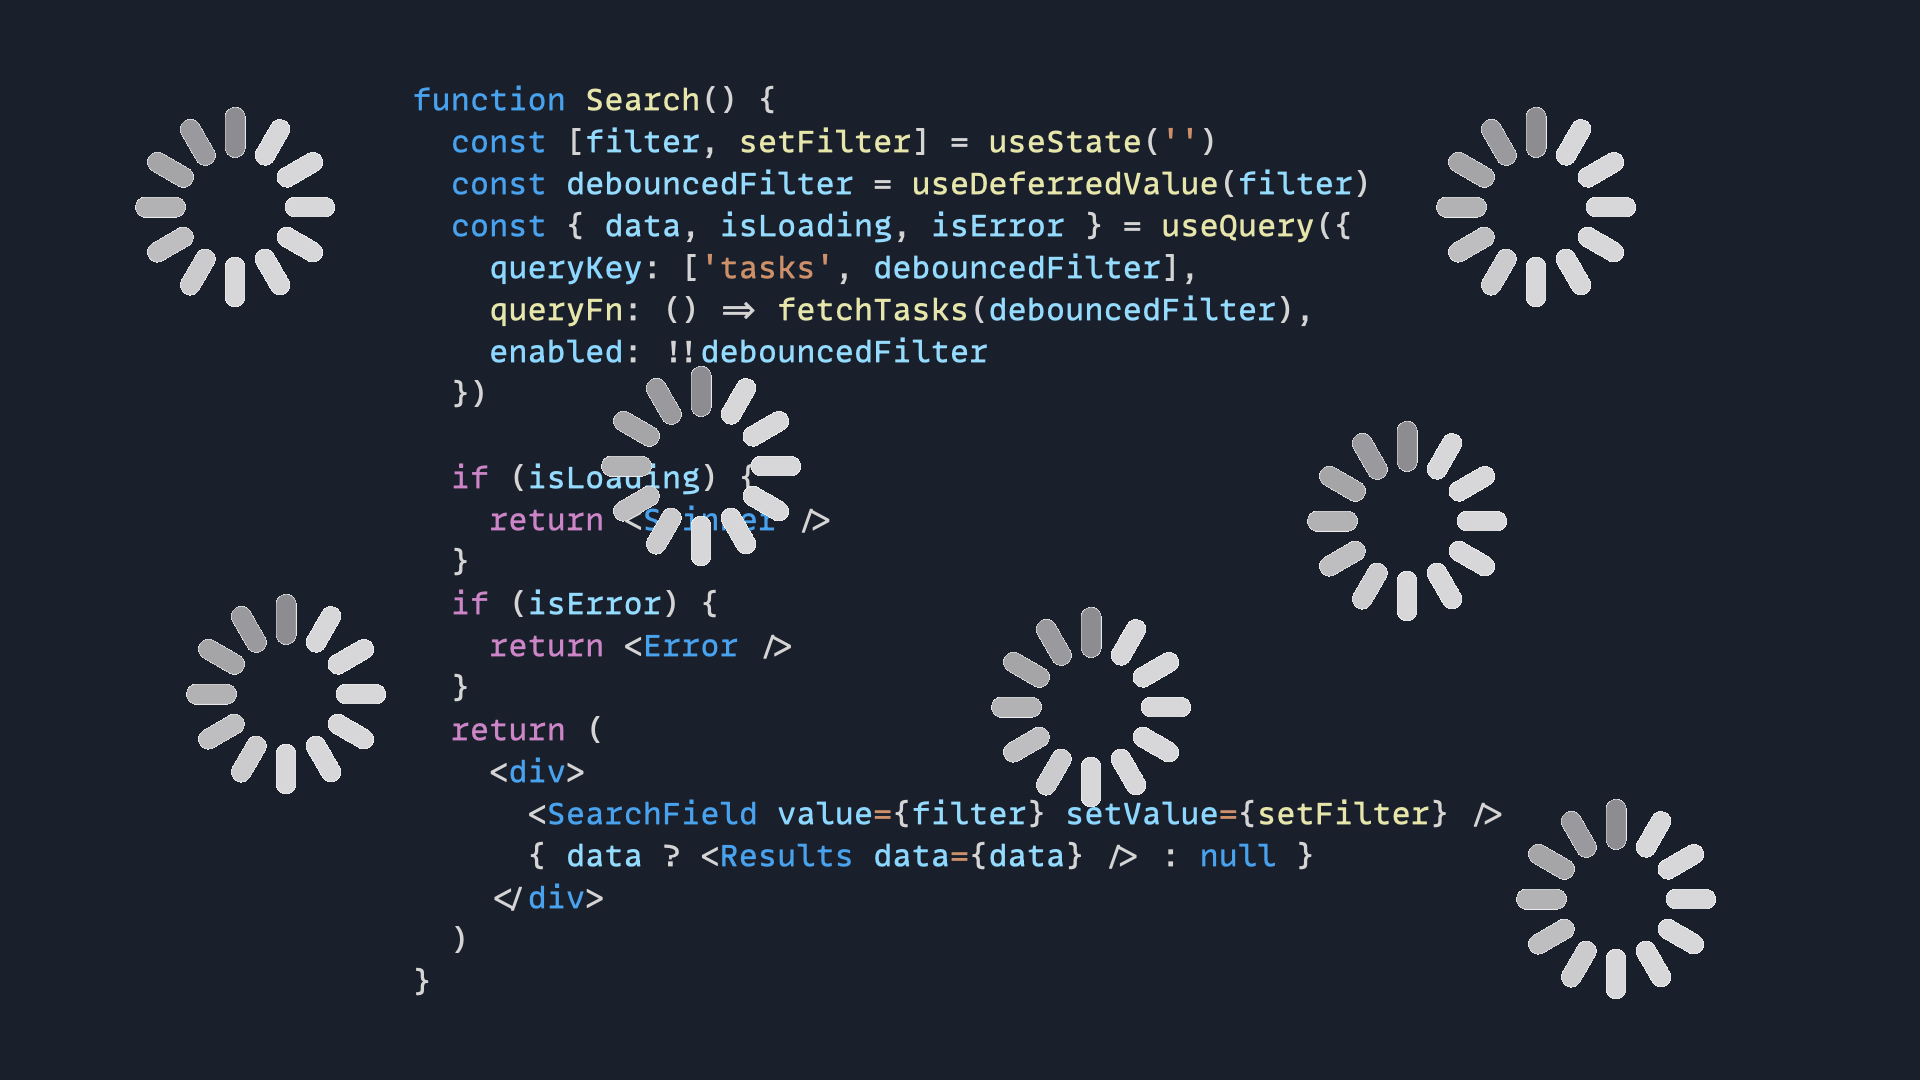 function Search() {
  const [filter, setFilter] = useState('')
  const debouncedFilter = useDeferredValue(filter)
  const { data, isLoading, isError } = useQuery({
    queryKey: ['tasks', debouncedFilter],
    queryFn: () => fetchTasks(debouncedFilter),
    enabled: !!debouncedFilter
  })
  if (isLoading) {
    return <Spinner />
  }
  if (isError) {
    return <Error />
  }
  return (
    <div>
      <SearchField value={filter} setValue={setFilter} />
      { data ? <Results data={data} /> : null }
    </div>
  )
}